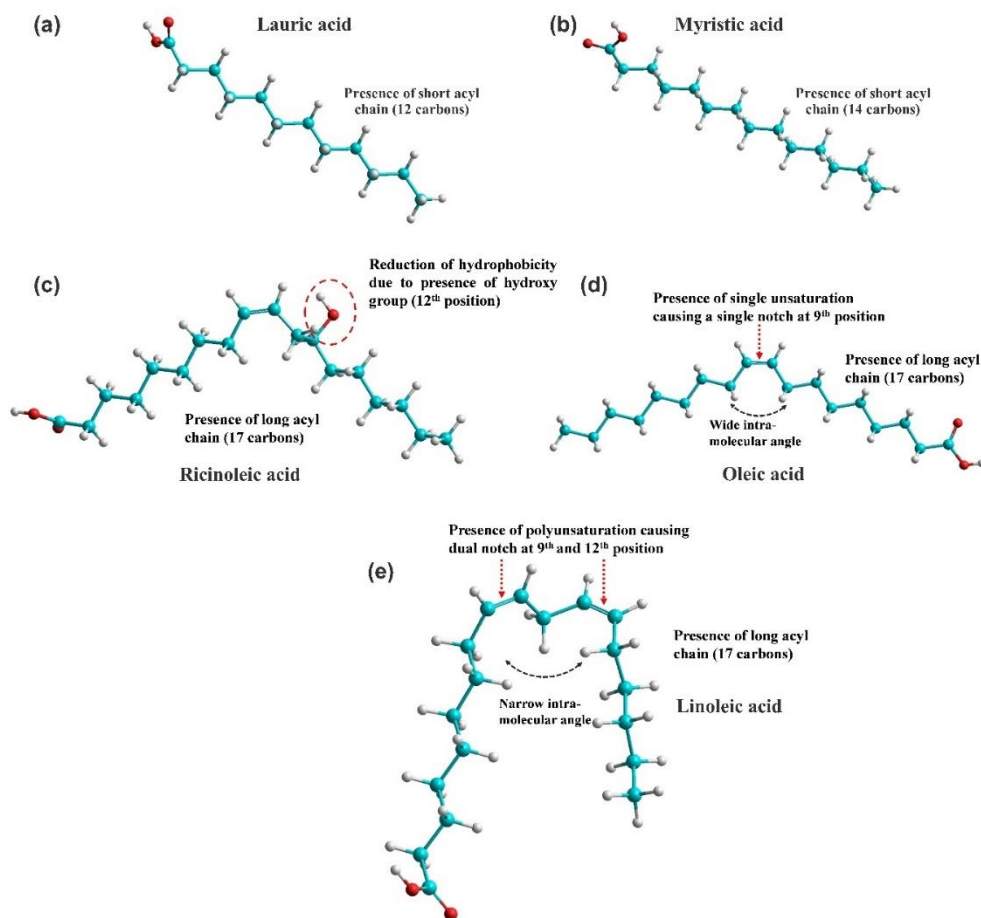 (a)
Lauric acid
Presence of short acyl
chain (12 carbons)
(b)
Myristic acid
Presence of short acyl
chain (14 carbons)
(c)
Reduction of hydrophobicity
due to presence of hydroxy
group (12th position)
Presence of long acyl
chain (17 carbons)
Ricinoleic acid
(d)
Presence of single unsaturation
causing a single notch at 9th position
Presence of long acyl
chain (17 carbons)
Wide intra-
molecular angle
Oleic acid
(e)
Presence of polyunsaturation causing
dual notch at 9th and 12th position
Presence of long acyl
chain (17 carbons)
Narrow intra-
molecular angle
Linoleic acid